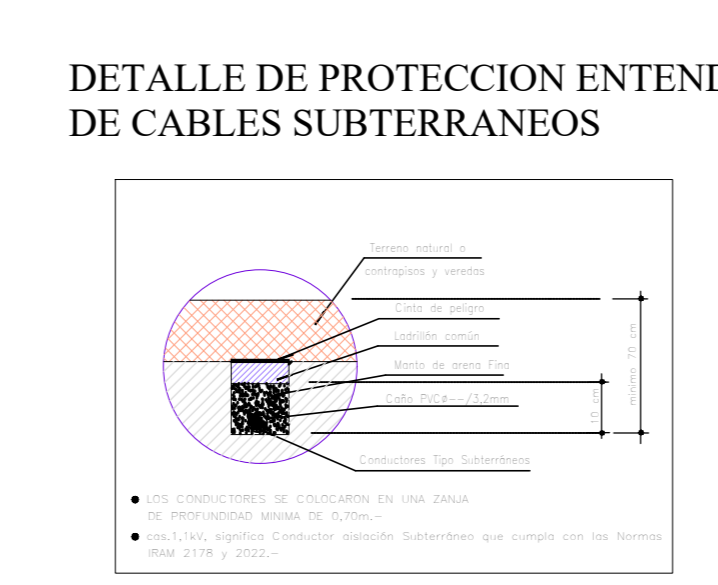 DETALLE DE PROTECCION ENTEND
DE CABLES SUBTERRANEOS
Terreno natural o
contrapisos y veredas
Cinta de peligro
Ladrillón común
Manto de arena Fina
Caño PVCø--/3,2mm
Conductores Tipo Subterráneos
10 cm
minimo 70 cm
● LOS CONDUCTORES SE COLOCARON EN UNA ZANJA
DE PROFUNDIDAD MINIMA DE 0,70m.-
● cas.1,1kV, significa Conductor aislación Subterráneo que cumpla con las Normas
IRAM 2178 y 2022.-